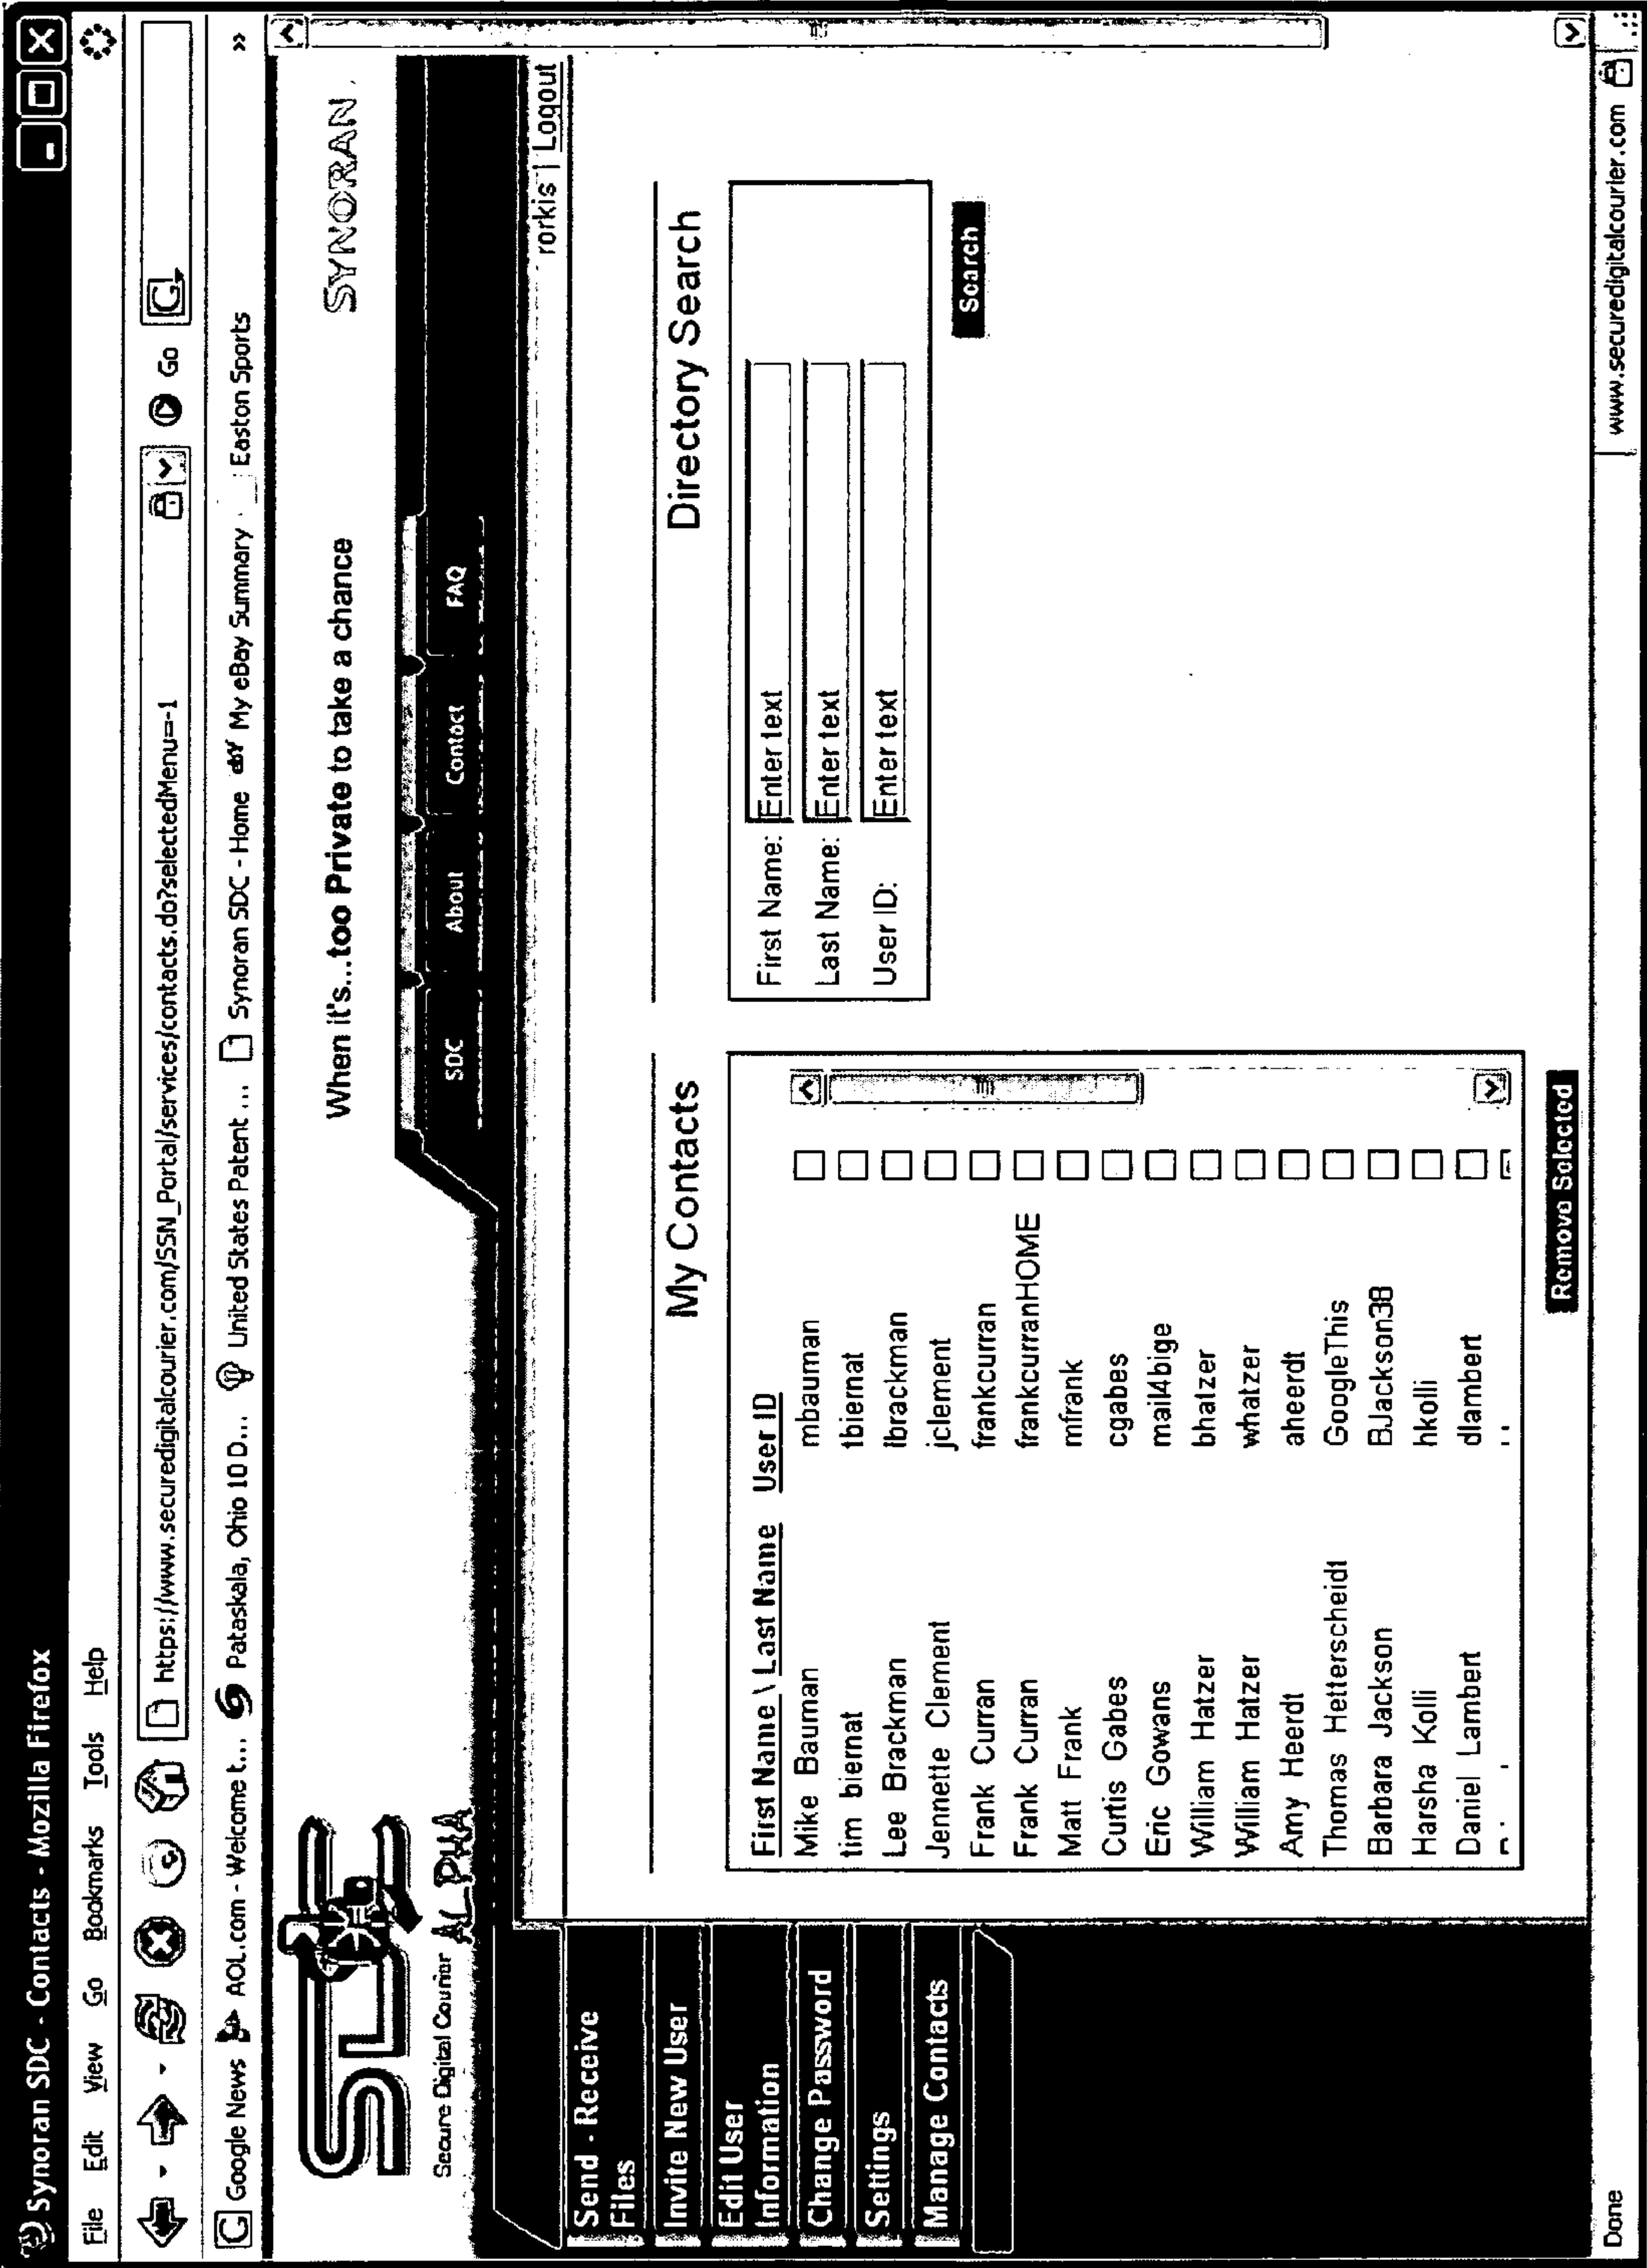 Synoran SDC - Contacts - Mozilla Firefox
File Edit View Go Bookmarks Tools Help
https://www.securedigitalcourier.com/SSN_Portal/services/contacts.do?selectedMenu=-1 Go G
G Google News AOL.com - Welcome t... Pataskala, Ohio 10 D... United States Patent ... Synoran SDC - Home My eBay Summary Easton Sports »
When it's...too Private to take a chance SYNORAN
Secure Digital Courier ALPHA
SDC About Contact FAQ
rorkis | Logout
Send - Receive
Files
Invite New User
Edit User
Information
Change Password
Settings
Manage Contacts
My Contacts
First Name \ Last Name User ID
Mike Bauman mbauman
tim biernat tbiernat
Lee Brackman lbrackman
Jennette Clement jclement
Frank Curran frankcurran
Frank Curran frankcurranHOME
Matt Frank mfrank
Curtis Gabes cgabes
Eric Gowans mail4bige
William Hatzer bhatzer
William Hatzer whatzer
Amy Heerdt aheerdt
Thomas Hetterscheidt GoogleThis
Barbara Jackson BJackson38
Harsha Kolli hkolli
Daniel Lambert dlambert
Remove Selected
Directory Search
First Name: Enter text
Last Name: Enter text
User ID: Enter text
Search
Done www.securedigitalcourier.com